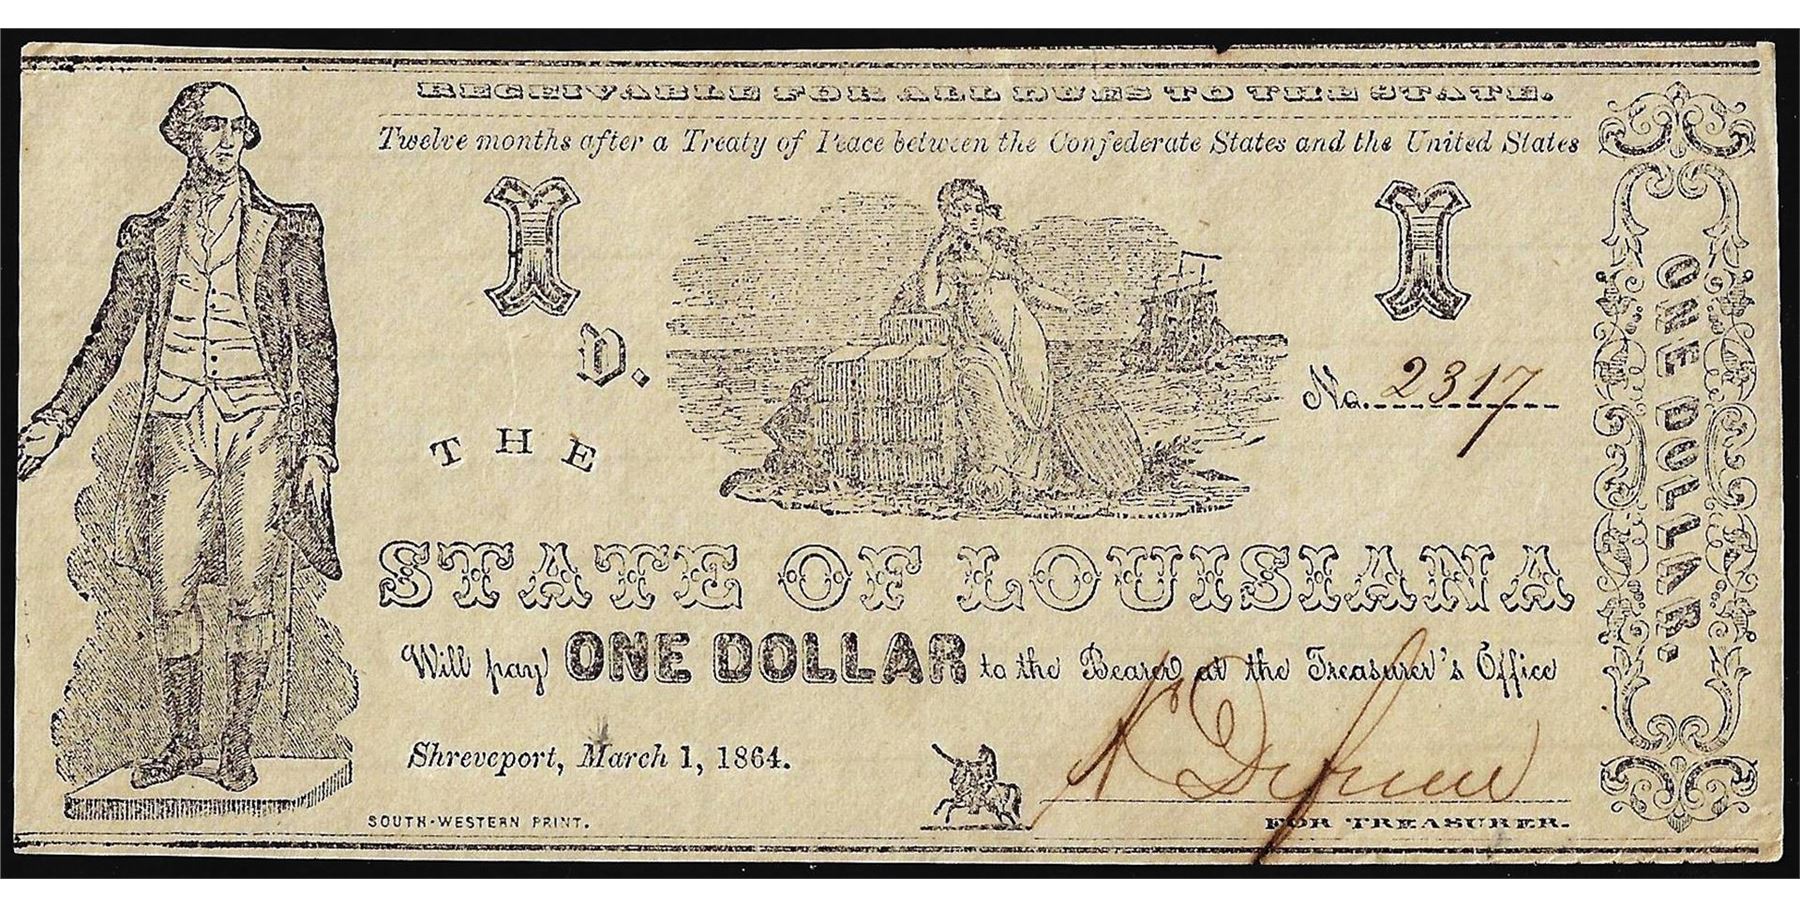 RECEIVABLE FOR ALL DUES TO THE STATE.
Twelve months after a Treaty of Peace between the Confederate States and the United States
1 1
D.
No. 2317
THE
STATE OF LOUISIANA
Will pay ONE DOLLAR to the Bearer at the Treasurer's Office
Shreveport, March 1, 1864.
FOR TREASURER.
SOUTH-WESTERN PRINT.
ONE DOLLAR.